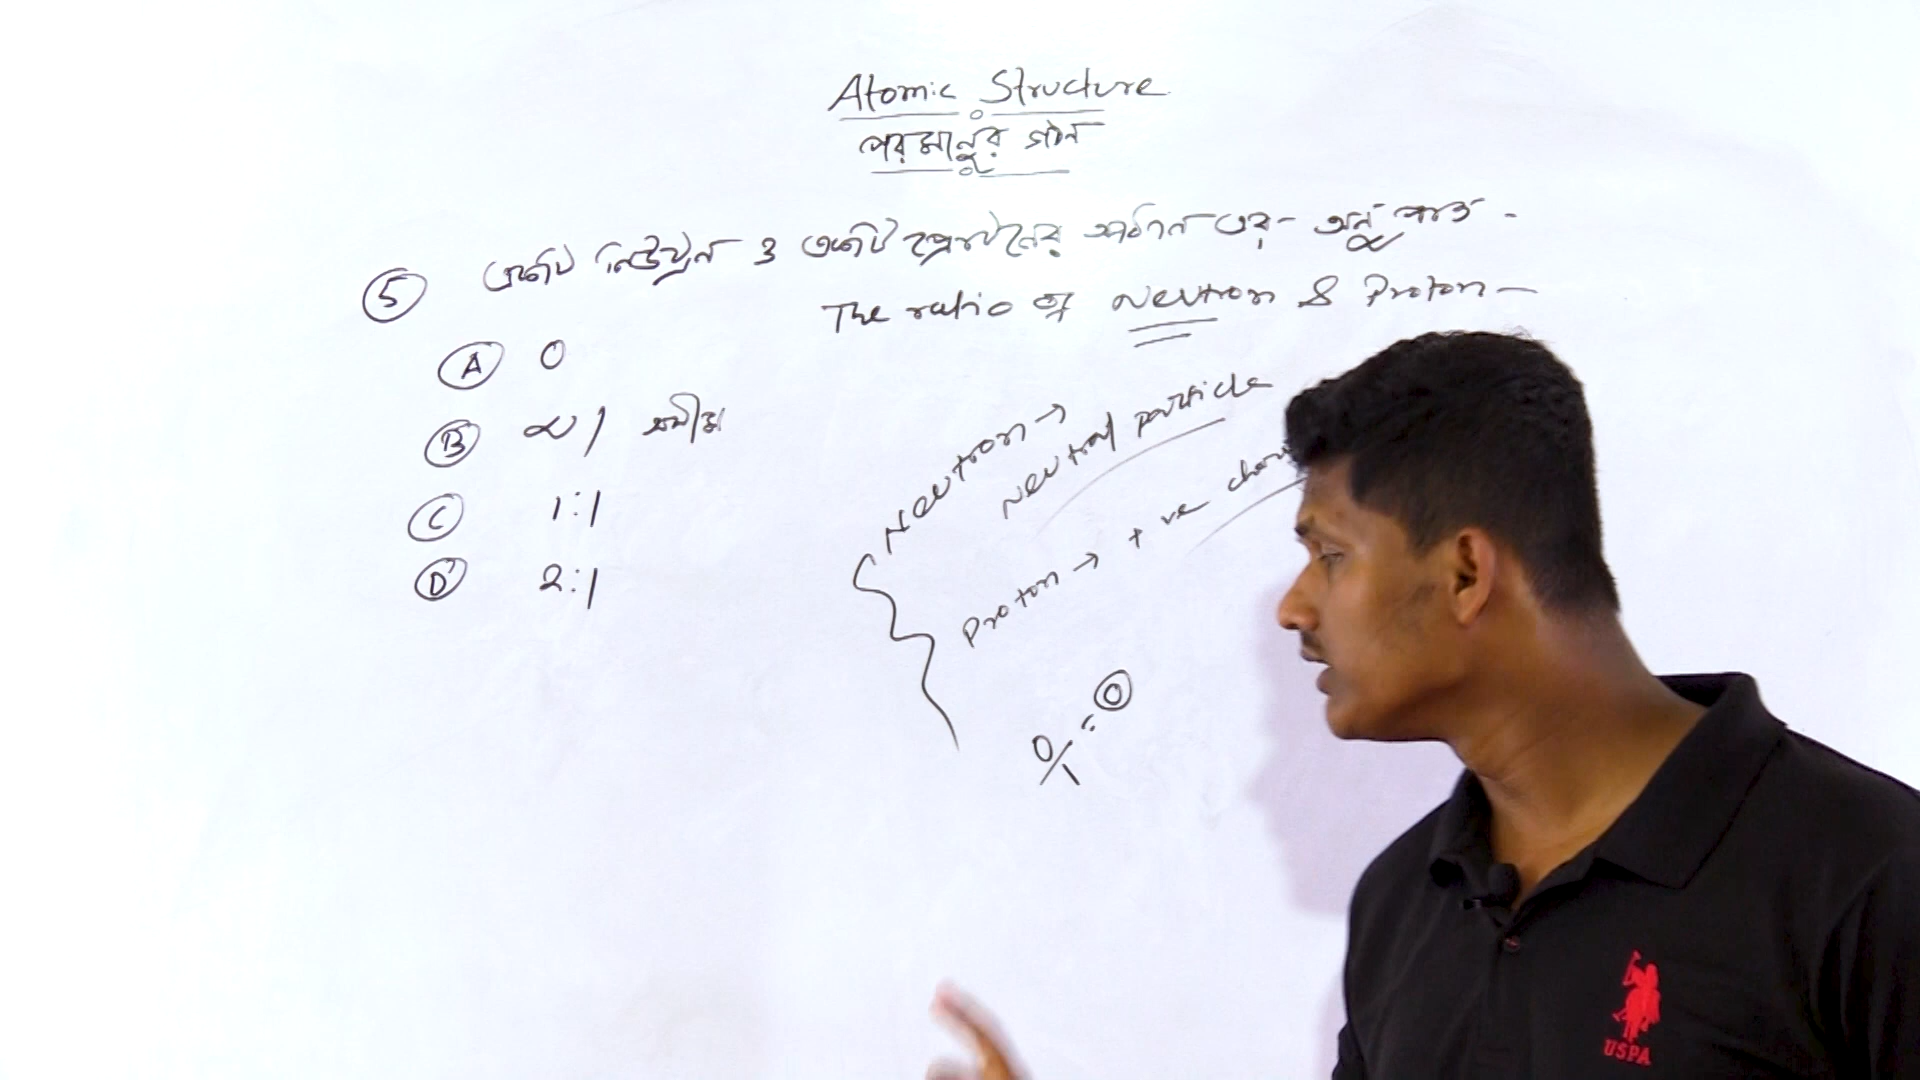 Atomic Structure
পরমানুর গঠন
5 একটি নিউট্রন ও একটি প্রোটনের এর অনুপাত -
The ratio of Neutron & Proton -
A 0
B ∝ / অসীম
C 1:1
D 2:1
Neutron →
Neutral particle
Proton → + ve
0/1 = 0
USPA